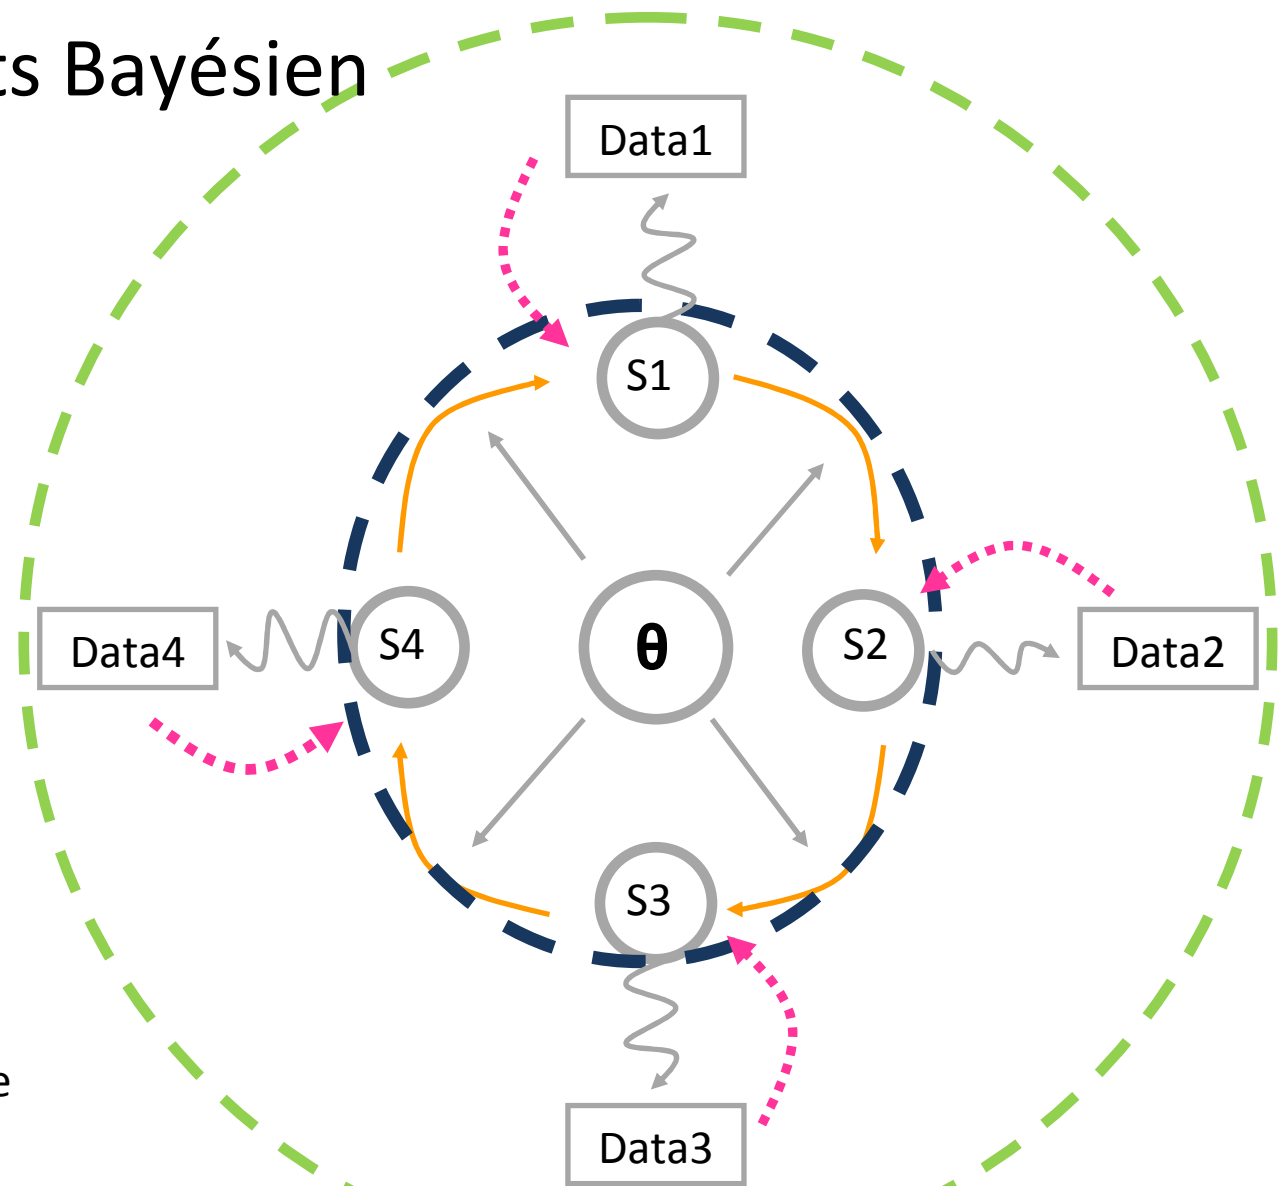 ts Bayésien
Data1
S1
S4
θ
S2
Data4
Data2
S3
e
Data3